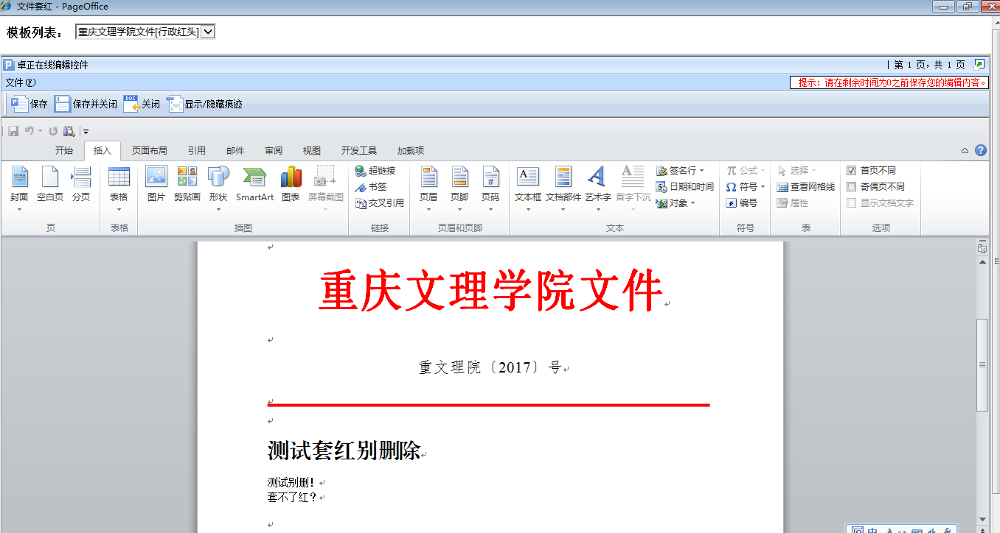 文件套红 - PageOffice
模板列表： 重庆文理学院文件[行政红头]
卓正在线编辑控件 | 第 1 页，共 1 页
文件(F) 提示：请在剩余时间为0之前保存您的编辑内容。
保存 保存并关闭 关闭 显示/隐藏痕迹
开始 插入 页面布局 引用 邮件 审阅 视图 开发工具 加载项
封面 空白页 分页 表格 图片 剪贴画 形状 SmartArt 图表 屏幕截图 超链接 书签 交叉引用 页眉 页脚 页码 文本框 文档部件 艺术字 首字下沉 签名行 日期和时间 对象 公式 符号 编号 选择 查看网格线 属性 首页不同 奇偶页不同 显示文档文字
页 表格 插图 链接 页眉和页脚 文本 符号 表 选项
重庆文理学院文件
重文理院〔2017〕号
测试套红别删除
测试别删！
套不了红？